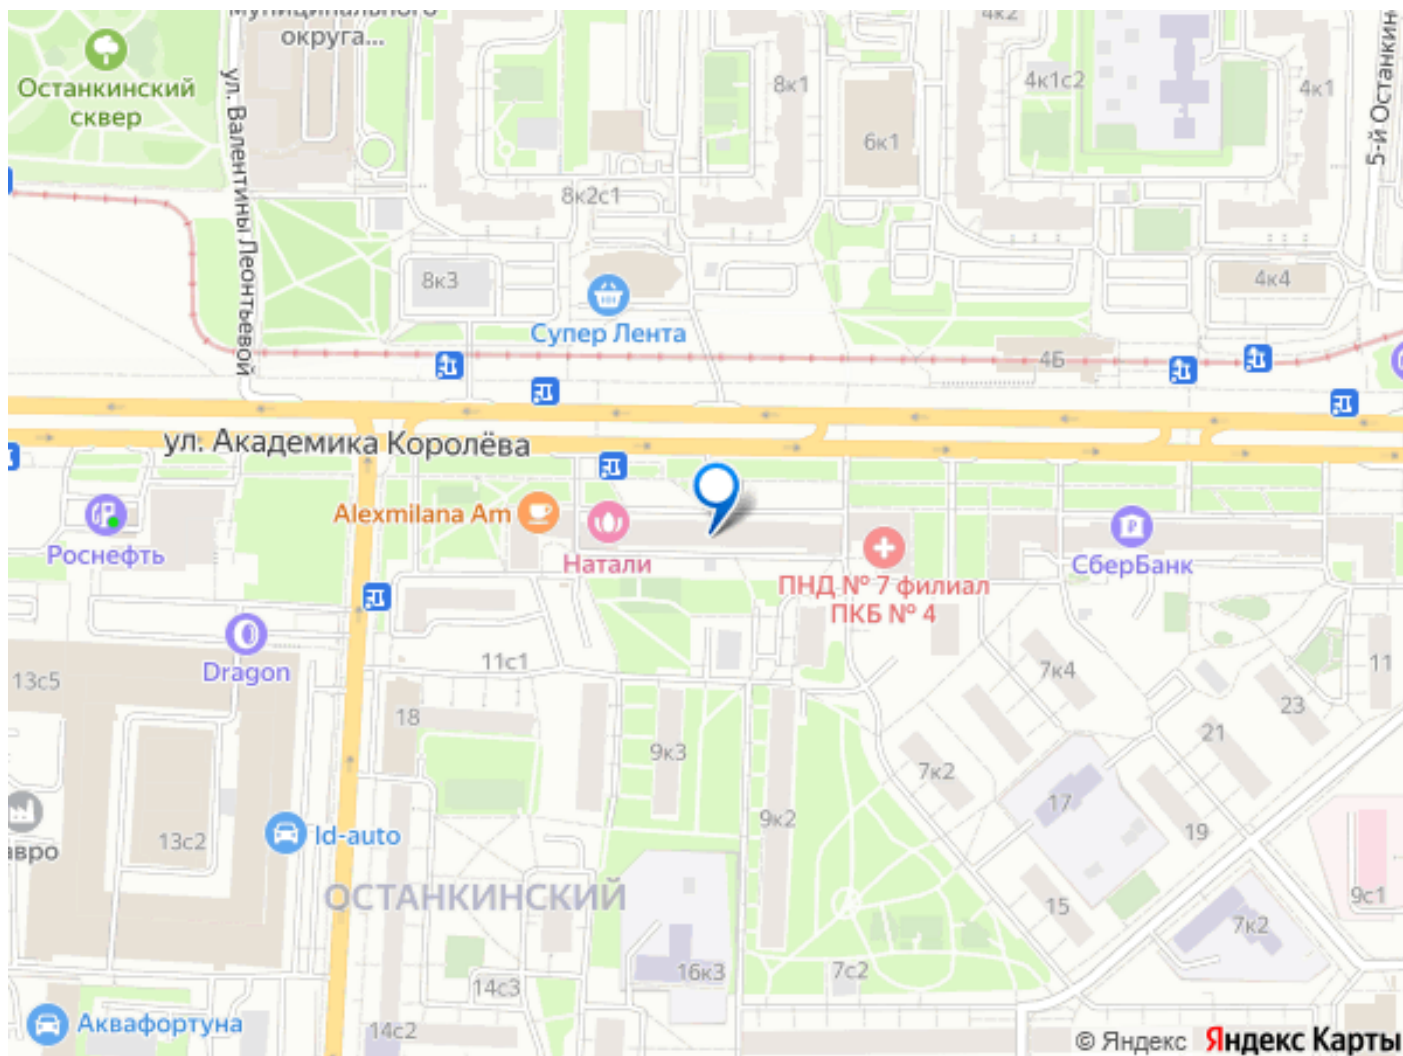 муниципального
округа...
4к2
Останкинский
сквер
ул. Валентины Леонтьевой
8к1
4к1с2
4к1
5-й Останкин
6к1
8к2с1
8к3
4к4
Супер Лента
4Б
ул. Академика Королёва
Alexmilana Am
Натали
Роснефть
СберБанк
ПНД № 7 филиал
ПКБ № 4
Dragon
11с1
7к4
11
13с5
23
18
21
9к3
7к2
17
9к2
19
Id-auto
13с2
авро
ОСТАНКИНСКИЙ
15
9с1
7к2
16к3
7с2
14с3
Аквафортуна
14с2
© Яндекс Яндекс Карты